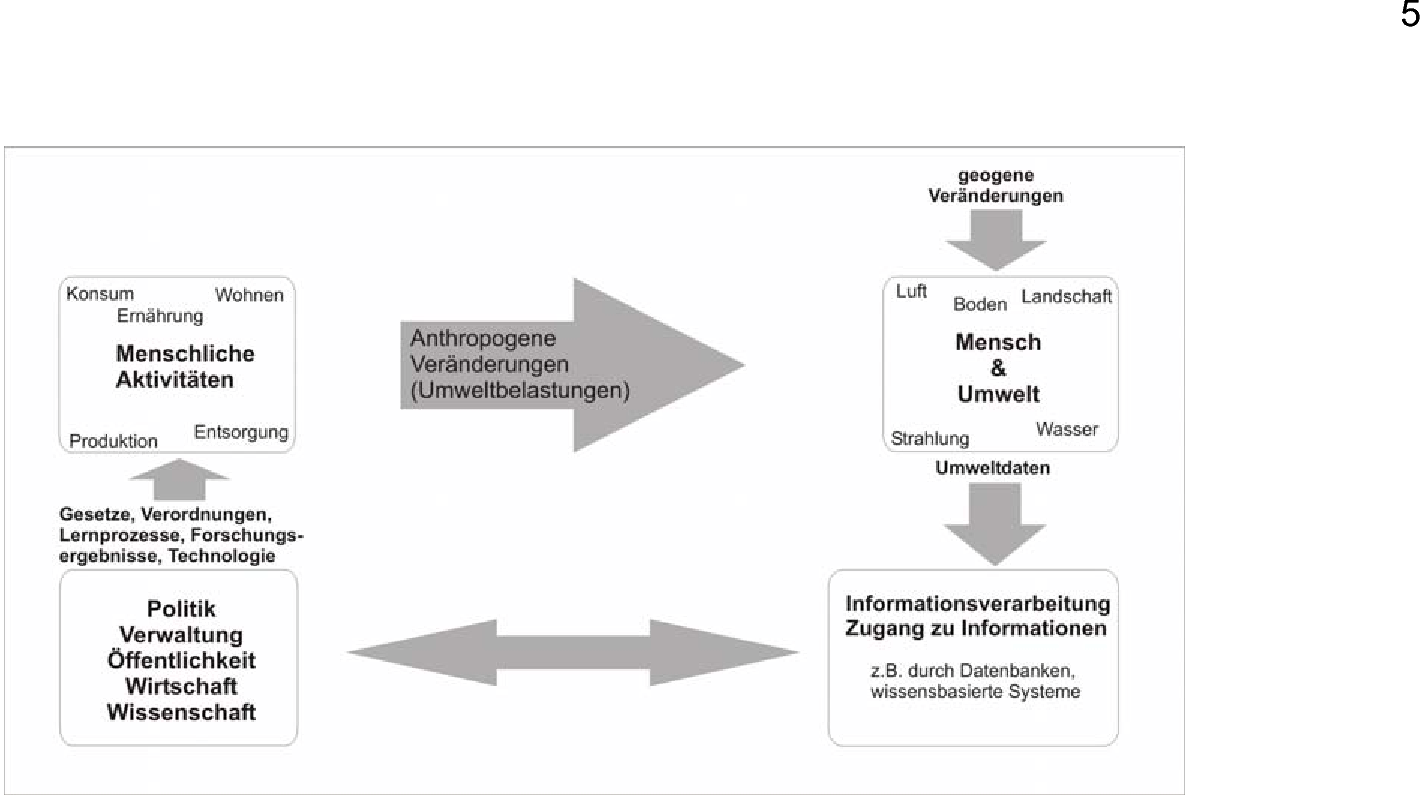 5
geogene
Veränderungen
Konsum
Wohnen
Ernährung
Menschliche
Aktivitäten
Produktion
Entsorgung
Anthropogene
Veränderungen
(Umweltbelastungen)
Luft
Boden
Landschaft
Mensch
&
Umwelt
Strahlung
Wasser
Umweltdaten
Gesetze, Verordnungen,
Lernprozesse, Forschungs-
ergebnisse, Technologie
Politik
Verwaltung
Öffentlichkeit
Wirtschaft
Wissenschaft
Informationsverarbeitung
Zugang zu Informationen
z.B. durch Datenbanken,
wissensbasierte Systeme